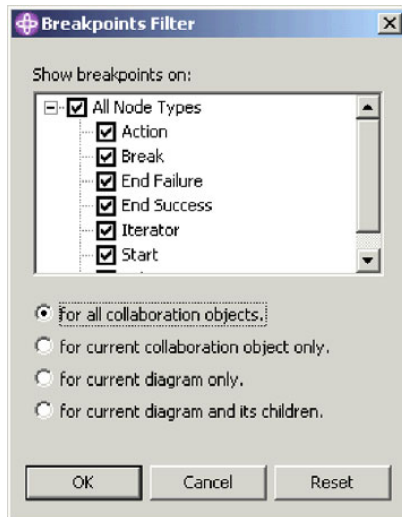 Breakpoints Filter
Show breakpoints on:
All Node Types
Action
Break
End Failure
End Success
Iterator
Start
for all collaboration objects.
for current collaboration object only.
for current diagram only.
for current diagram and its children.
OK Cancel Reset